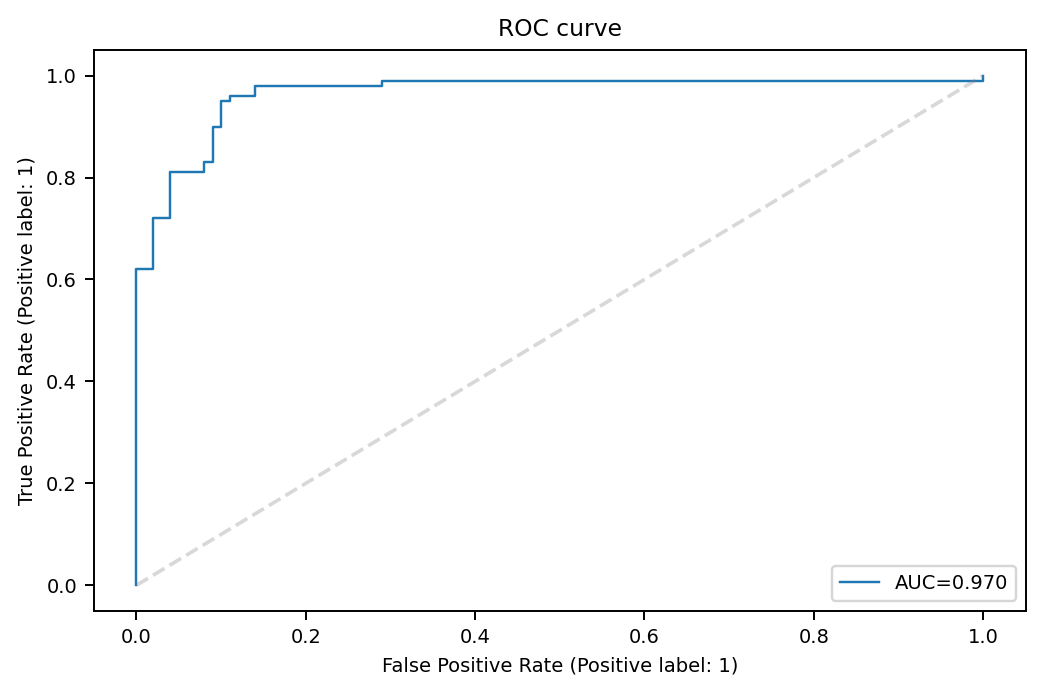 ROC curve
True Positive Rate (Positive label: 1)
1.0
0.8
0.6
0.4
0.2
0.0
AUC=0.970
0.0 0.2 0.4 0.6 0.8 1.0
False Positive Rate (Positive label: 1)